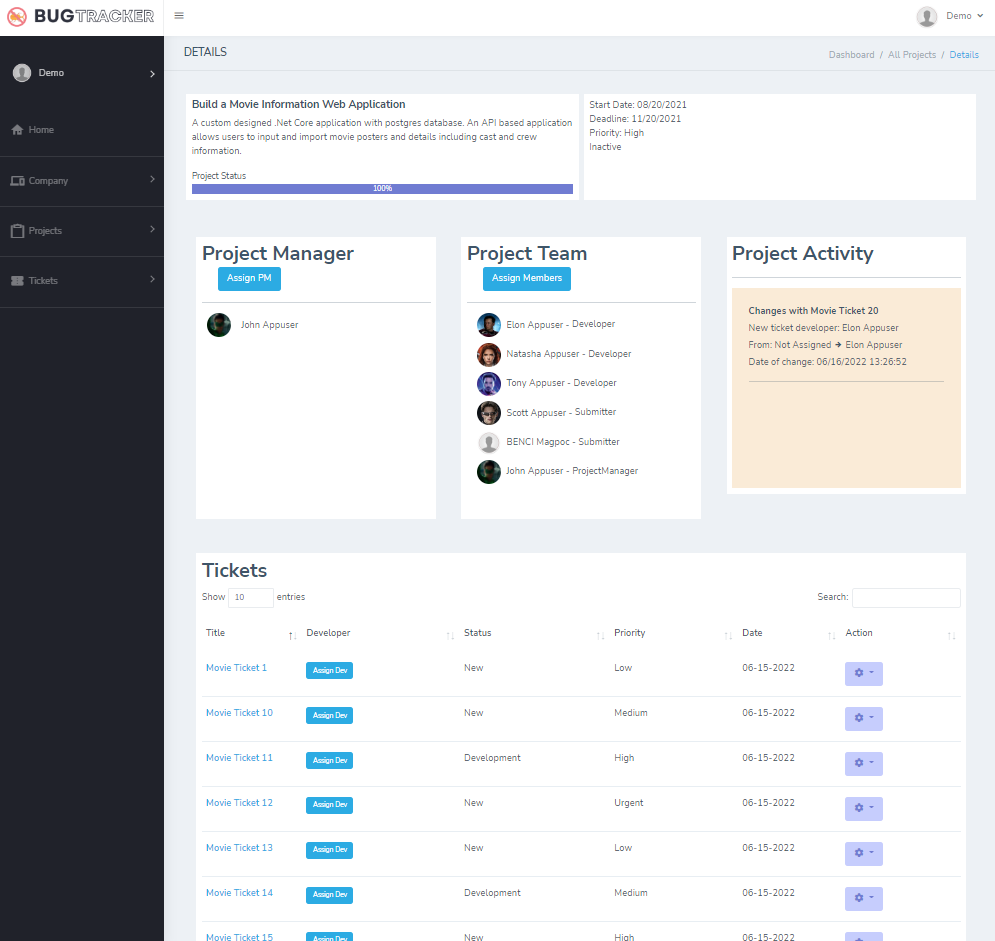 BUGTRACKER
Demo
DETAILS
Dashboard / All Projects / Details
Demo
Home
Company
Projects
Tickets
Build a Movie Information Web Application
A custom designed .Net Core application with postgres database. An API based application
allows users to input and import movie posters and details including cast and crew
information.
Project Status
100%
Start Date: 08/20/2021
Deadline: 11/20/2021
Priority: High
Inactive
Project Manager
Assign PM
John Appuser
Project Team
Assign Members
Elon Appuser - Developer
Natasha Appuser - Developer
Tony Appuser - Developer
Scott Appuser - Submitter
BENCI Magpoc - Submitter
John Appuser - ProjectManager
Project Activity
Changes with Movie Ticket 20
New ticket developer: Elon Appuser
From: Not Assigned → Elon Appuser
Date of change: 06/16/2022 13:26:52
Tickets
Show 10 entries
Search:
Title Developer Status Priority Date Action
Movie Ticket 1 Assign Dev New Low 06-15-2022
Movie Ticket 10 Assign Dev New Medium 06-15-2022
Movie Ticket 11 Assign Dev Development High 06-15-2022
Movie Ticket 12 Assign Dev New Urgent 06-15-2022
Movie Ticket 13 Assign Dev New Low 06-15-2022
Movie Ticket 14 Assign Dev Development Medium 06-15-2022
Movie Ticket 15 Assign Dev New High 06-15-2022